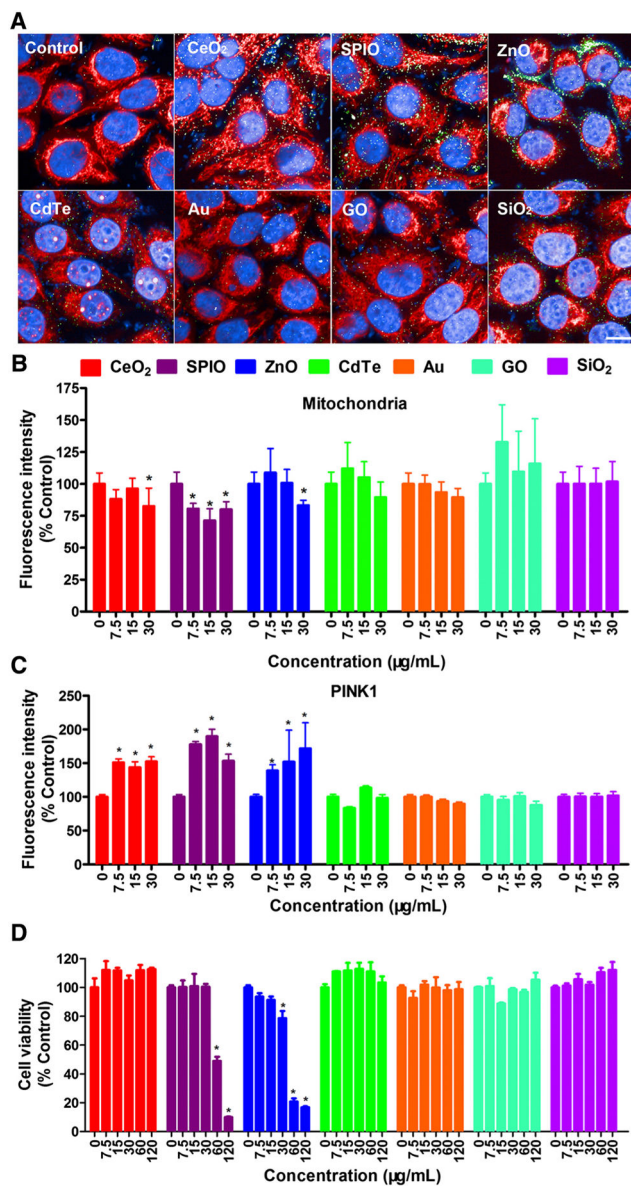 A
Control CeO2 SPIO ZnO
CdTe Au GO SiO2
B
CeO2 SPIO ZnO CdTe Au GO SiO2
Mitochondria
Fluorescence intensity
(% Control)
175
150
125
100
75
50
25
0
* * * * *
0 7.5 15 30 0 7.5 15 30 0 7.5 15 30 0 7.5 15 30 0 7.5 15 30 0 7.5 15 30 0 7.5 15 30
Concentration (µg/mL)
C
PINK1
Fluorescence intensity
(% Control)
250
200
150
100
50
0
* * * * * * * * *
0 7.5 15 30 0 7.5 15 30 0 7.5 15 30 0 7.5 15 30 0 7.5 15 30 0 7.5 15 30 0 7.5 15 30
Concentration (µg/mL)
D
Cell viability
(% Control)
120
100
80
60
40
20
0
* * * * *
0 7.5 15 30 60 120 0 7.5 15 30 60 120 0 7.5 15 30 60 120 0 7.5 15 30 60 120 0 7.5 15 30 60 120 0 7.5 15 30 60 120 0 7.5 15 30 60 120
Concentration (µg/mL)